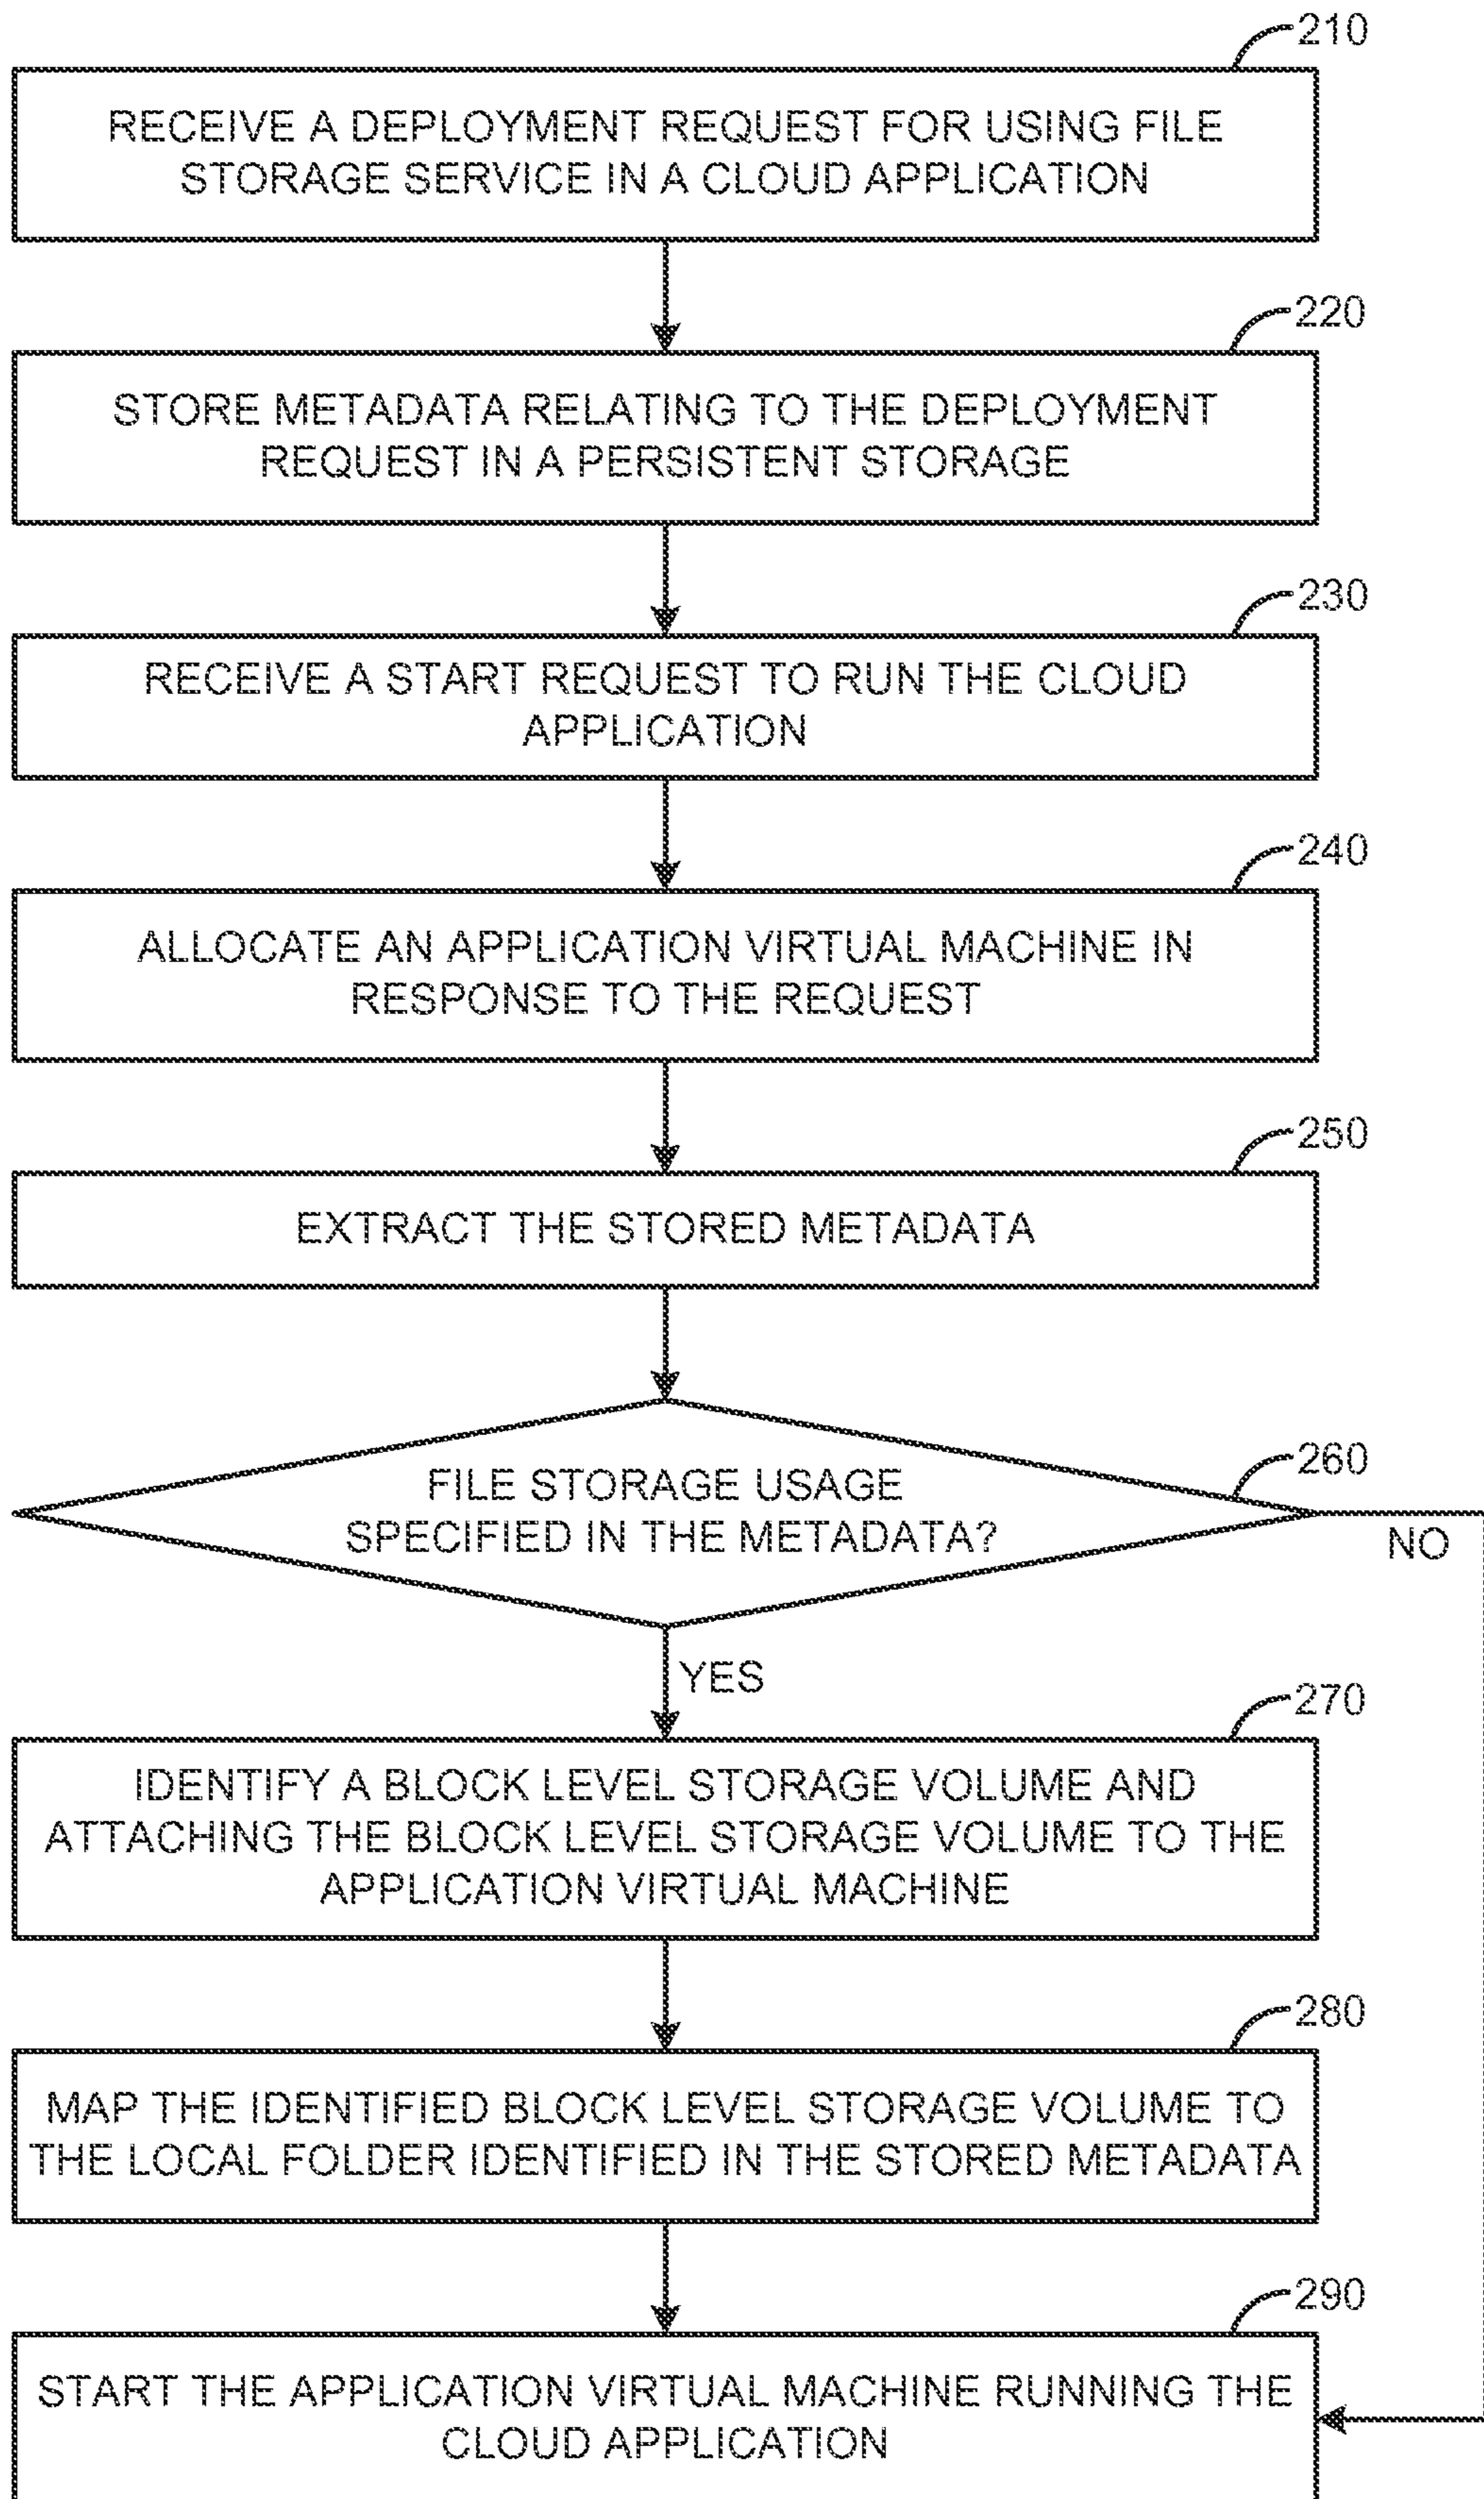 210
RECEIVE A DEPLOYMENT REQUEST FOR USING FILE
STORAGE SERVICE IN A CLOUD APPLICATION
220
STORE METADATA RELATING TO THE DEPLOYMENT
REQUEST IN A PERSISTENT STORAGE
230
RECEIVE A START REQUEST TO RUN THE CLOUD
APPLICATION
240
ALLOCATE AN APPLICATION VIRTUAL MACHINE IN
RESPONSE TO THE REQUEST
250
EXTRACT THE STORED METADATA
260
FILE STORAGE USAGE
SPECIFIED IN THE METADATA?
NO
YES
270
IDENTIFY A BLOCK LEVEL STORAGE VOLUME AND
ATTACHING THE BLOCK LEVEL STORAGE VOLUME TO THE
APPLICATION VIRTUAL MACHINE
280
MAP THE IDENTIFIED BLOCK LEVEL STORAGE VOLUME TO
THE LOCAL FOLDER IDENTIFIED IN THE STORED METADATA
290
START THE APPLICATION VIRTUAL MACHINE RUNNING THE
CLOUD APPLICATION